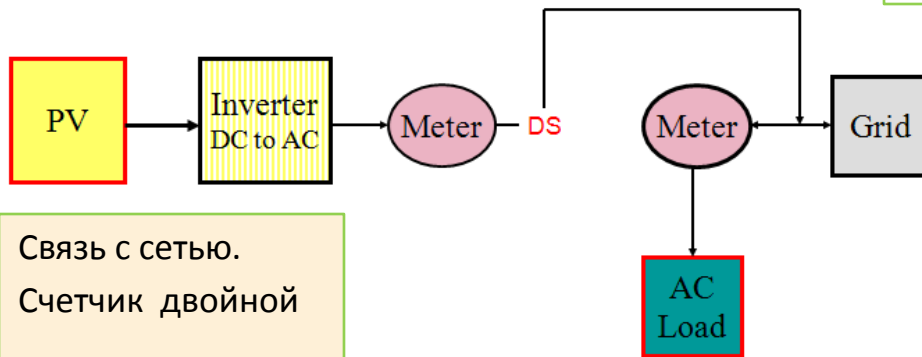 PV
Inverter
DC to AC
Meter
DS
Meter
Grid
AC
Load
Связь с сетью.
Счетчик двойной